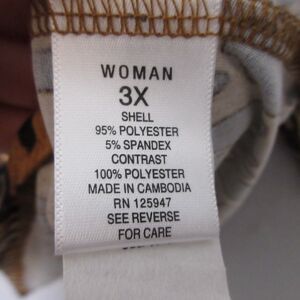 WOMAN
3X
SHELL
95% POLYESTER
5% SPANDEX
CONTRAST
100% POLYESTER
MADE IN CAMBODIA
RN 125947
SEE REVERSE
FOR CARE